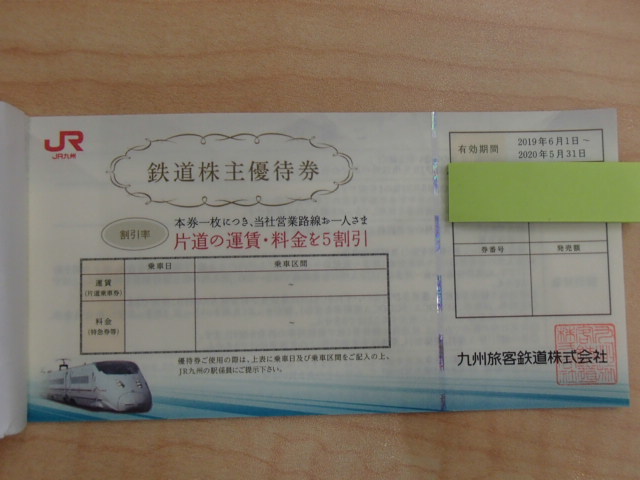 JR
JR九州
鉄道株主優待券
割引率
本券一枚につき、当社営業路線お一人さま
片道の運賃・料金を5割引
乗車日
乗車区間
運賃
(片道乗車券)
－
料金
(特急券等)
－
優待券ご使用の際は、上表に乗車日及び乗車区間をご記入の上、
JR九州の駅係員にご提示下さい。
有効期間
2019年6月1日～
2020年5月31日
券番号
発売額
九州旅客鉄道株式会社